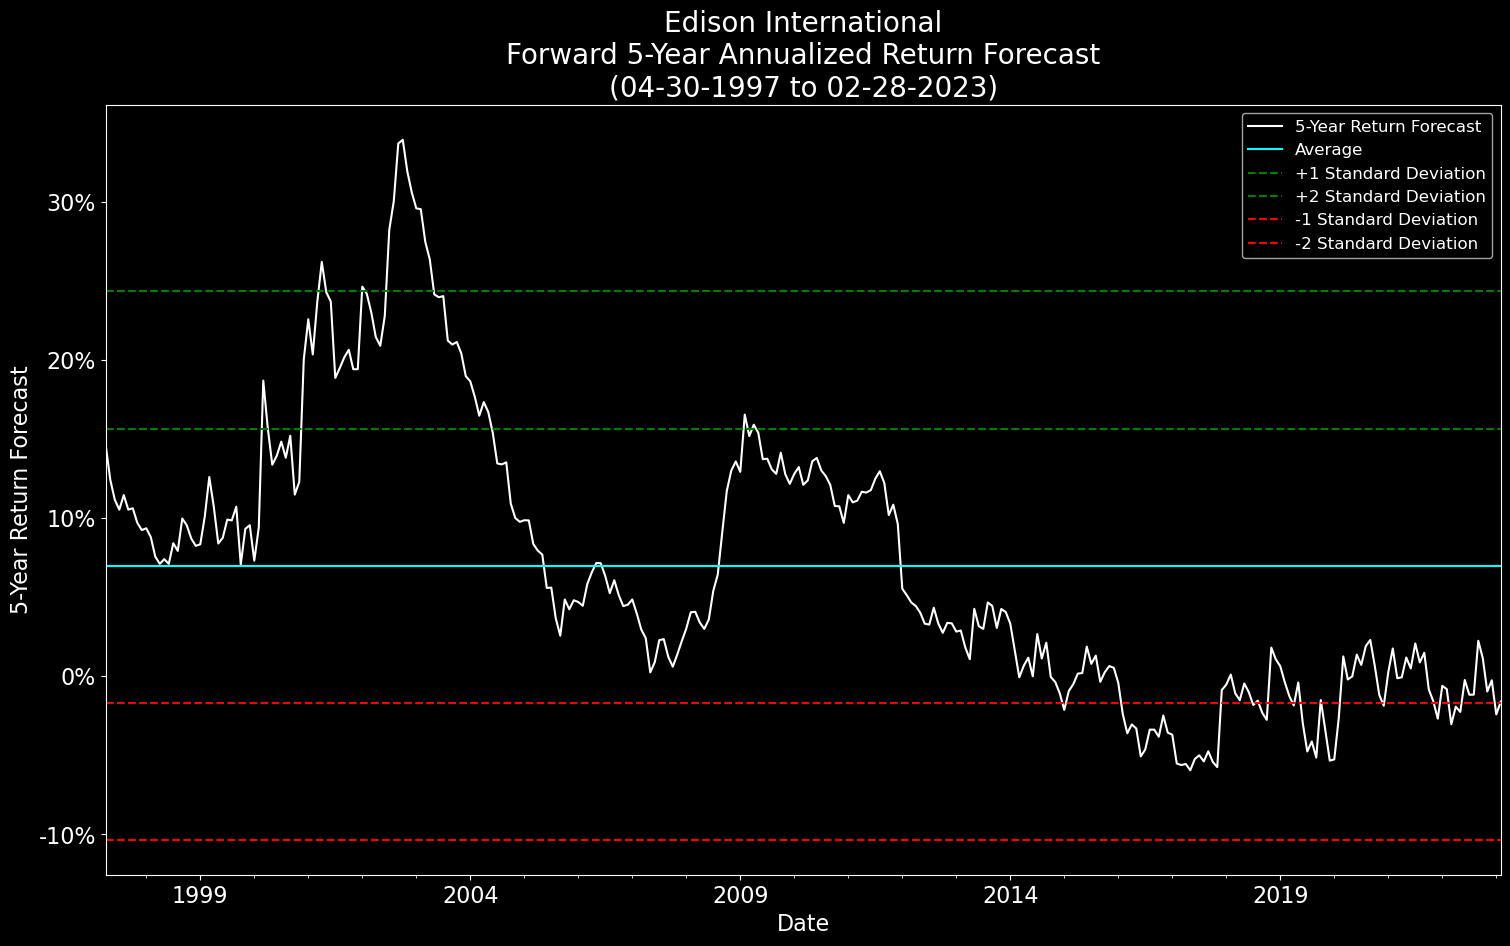 Edison International
Forward 5-Year Annualized Return Forecast
(04-30-1997 to 02-28-2023)
5-Year Return Forecast
Average
+1 Standard Deviation
+2 Standard Deviation
-1 Standard Deviation
-2 Standard Deviation
5-Year Return Forecast
30%
20%
10%
0%
-10%
1999
2004
2009
2014
2019
Date